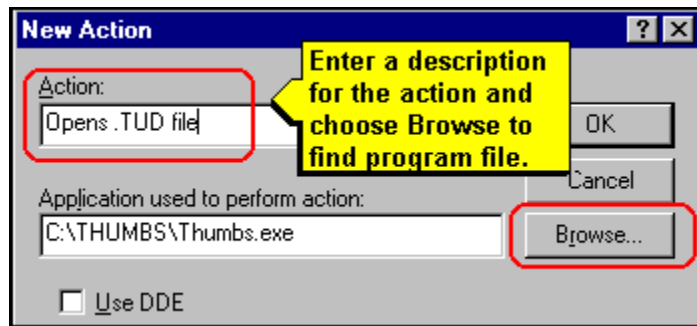 New Action
Enter a description
for the action and
choose Browse to
find program file.
Action:
Opens .TUD file
OK
Cancel
Application used to perform action:
C:\THUMBS\Thumbs.exe
Browse...
Use DDE